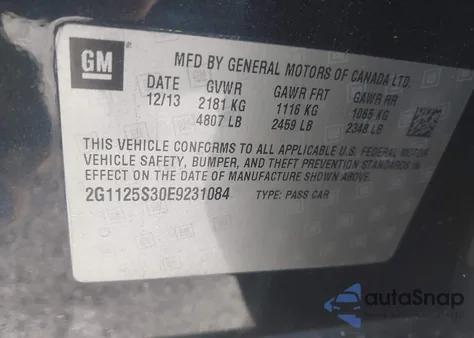 GM
MFD BY GENERAL MOTORS OF CANADA LTD.
DATE GVWR GAWR FRT GAWR RR
12/13 2181 KG 1116 KG 1065 KG
4807 LB 2459 LB 2348 LB
THIS VEHICLE CONFORMS TO ALL APPLICABLE U.S. FEDERAL MOTOR
VEHICLE SAFETY, BUMPER, AND THEFT PREVENTION STANDARDS IN
EFFECT ON THE DATE OF MANUFACTURE SHOWN ABOVE.
2G1125S30E9231084 TYPE: PASS CAR
autoSnap